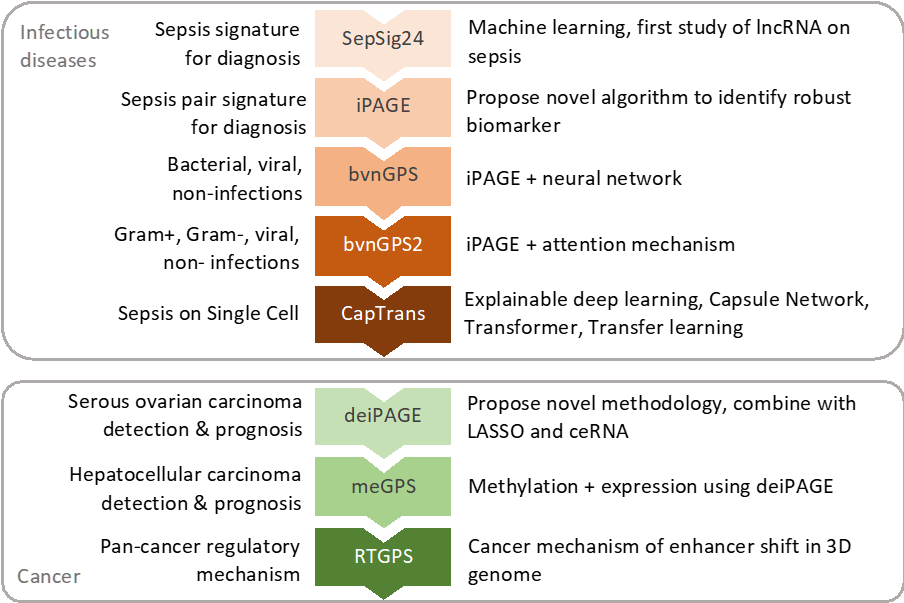 Infectious
diseases
Sepsis signature
for diagnosis
SepSig24
Machine learning, first study of lncRNA on
sepsis
Sepsis pair signature
for diagnosis
iPAGE
Propose novel algorithm to identify robust
biomarker
Bacterial, viral,
non-infections
bvnGPS
iPAGE + neural network
Gram+, Gram-, viral,
non- infections
bvnGPS2
iPAGE + attention mechanism
Sepsis on Single Cell
CapTrans
Explainable deep learning, Capsule Network,
Transformer, Transfer learning
Serous ovarian carcinoma
detection & prognosis
deiPAGE
Propose novel methodology, combine with
LASSO and ceRNA
Hepatocellular carcinoma
detection & prognosis
meGPS
Methylation + expression using deiPAGE
Pan-cancer regulatory
mechanism
RTGPS
Cancer mechanism of enhancer shift in 3D
genome
Cancer